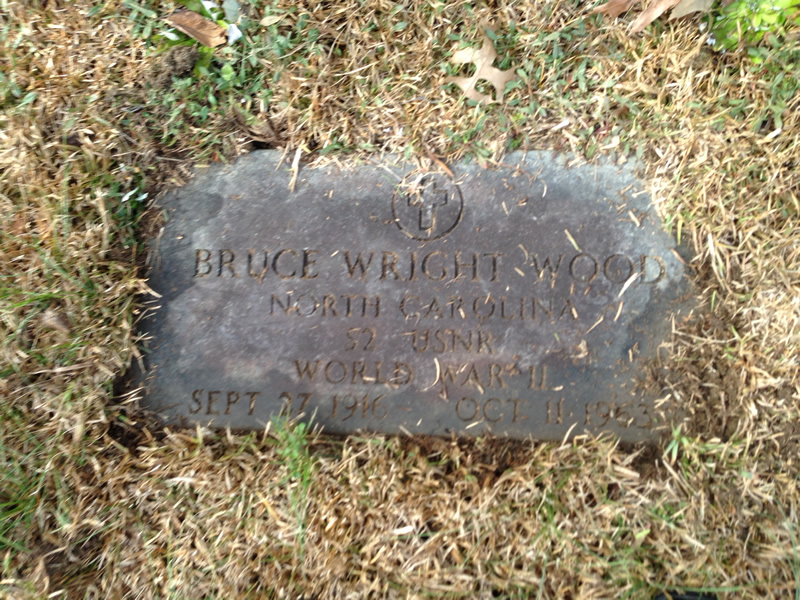 BRUCE WRIGHT WOOD
NORTH CAROLINA
S2 USNR
WORLD WAR II
SEPT 27 1916 - OCT 11 1963